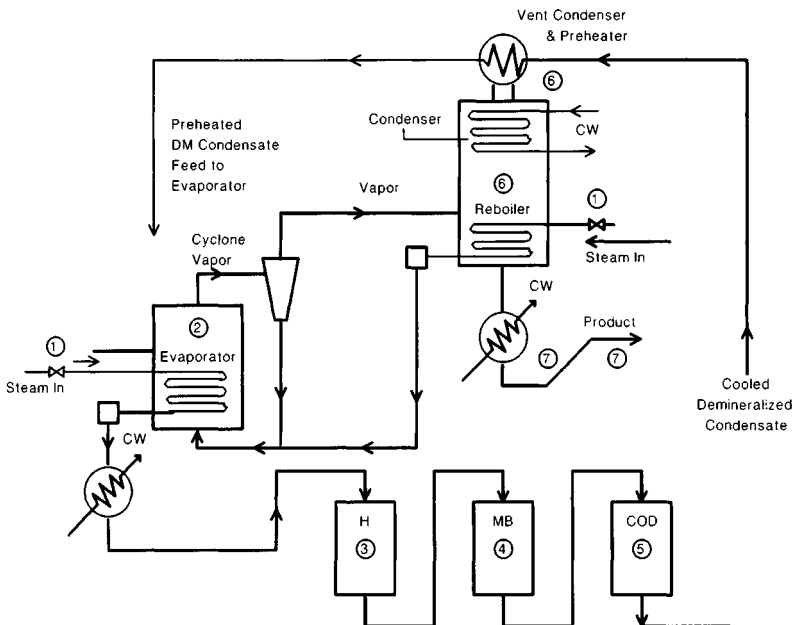 Vent Condenser
& Preheater
6
Condenser
CW
Preheated
DM Condensate
Feed to
Evaporator
Vapor
6
Reboiler
1
Steam In
Cyclone
Vapor
CW
Product
7
7
2
Evaporator
1
Steam In
Cooled
Demineralized
Condensate
CW
H
3
MB
4
COD
5